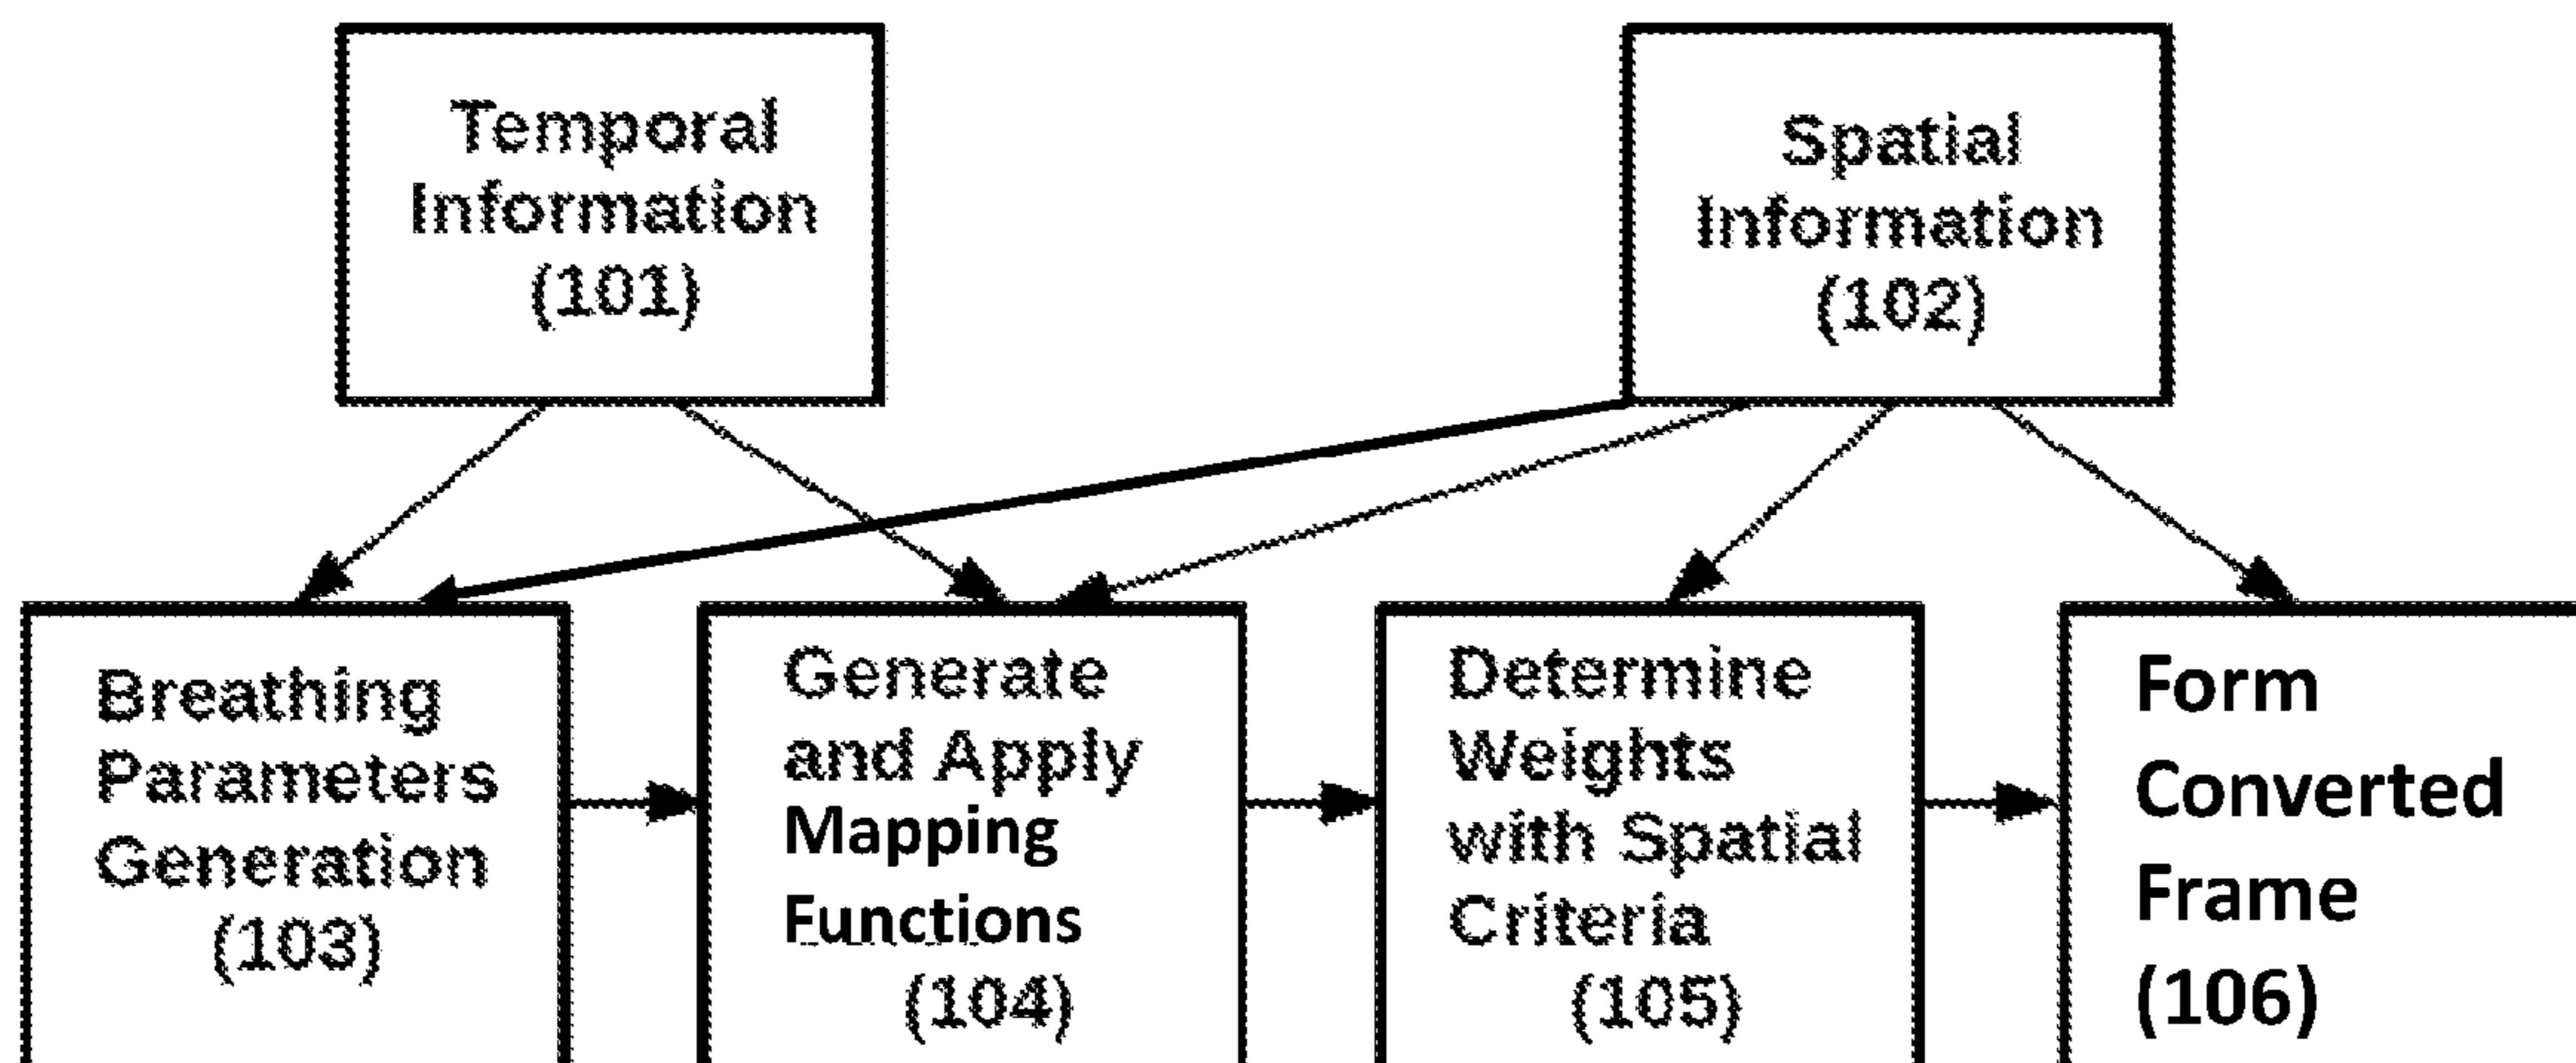 Temporal
Information
(101)
Spatial
Information
(102)
Breathing
Parameters
Generation
(103)
Generate
and Apply
Mapping
Functions
(104)
Determine
Weights
with Spatial
Criteria
(105)
Form
Converted
Frame
(106)